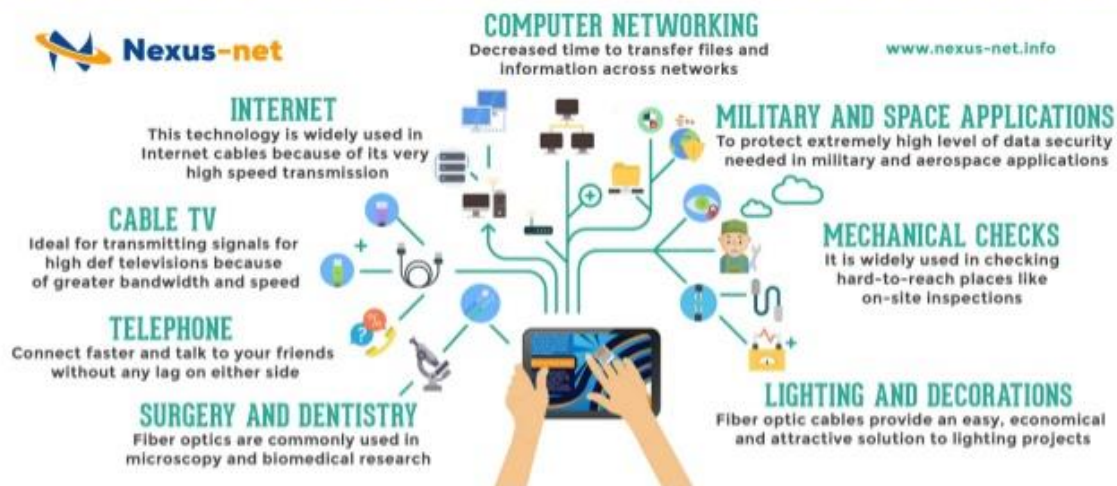 Nexus-net
COMPUTER NETWORKING
Decreased time to transfer files and
information across networks
www.nexus-net.info
INTERNET
This technology is widely used in
Internet cables because of its very
high speed transmission
MILITARY AND SPACE APPLICATIONS
To protect extremely high level of data security
needed in military and aerospace applications
CABLE TV
Ideal for transmitting signals for
high def televisions because
of greater bandwidth and speed
MECHANICAL CHECKS
It is widely used in checking
hard-to-reach places like
on-site inspections
TELEPHONE
Connect faster and talk to your friends
without any lag on either side
SURGERY AND DENTISTRY
Fiber optics are commonly used in
microscopy and biomedical research
LIGHTING AND DECORATIONS
Fiber optic cables provide an easy, economical
and attractive solution to lighting projects